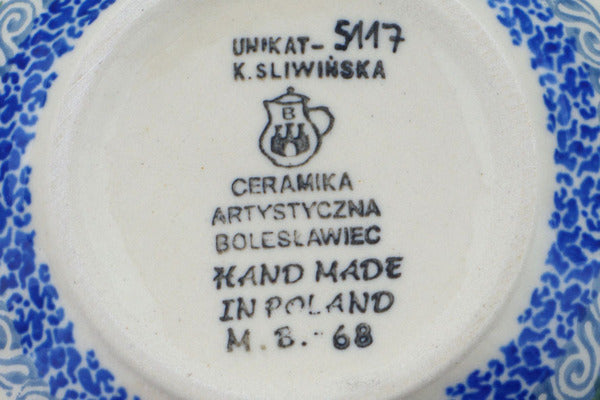 UNIKAT-5117
K. SLIWIŃSKA
B
CERAMIKA
ARTYSTYCZNA
BOLESŁAWIEC
HAND MADE
IN POLAND
M. B.- 68